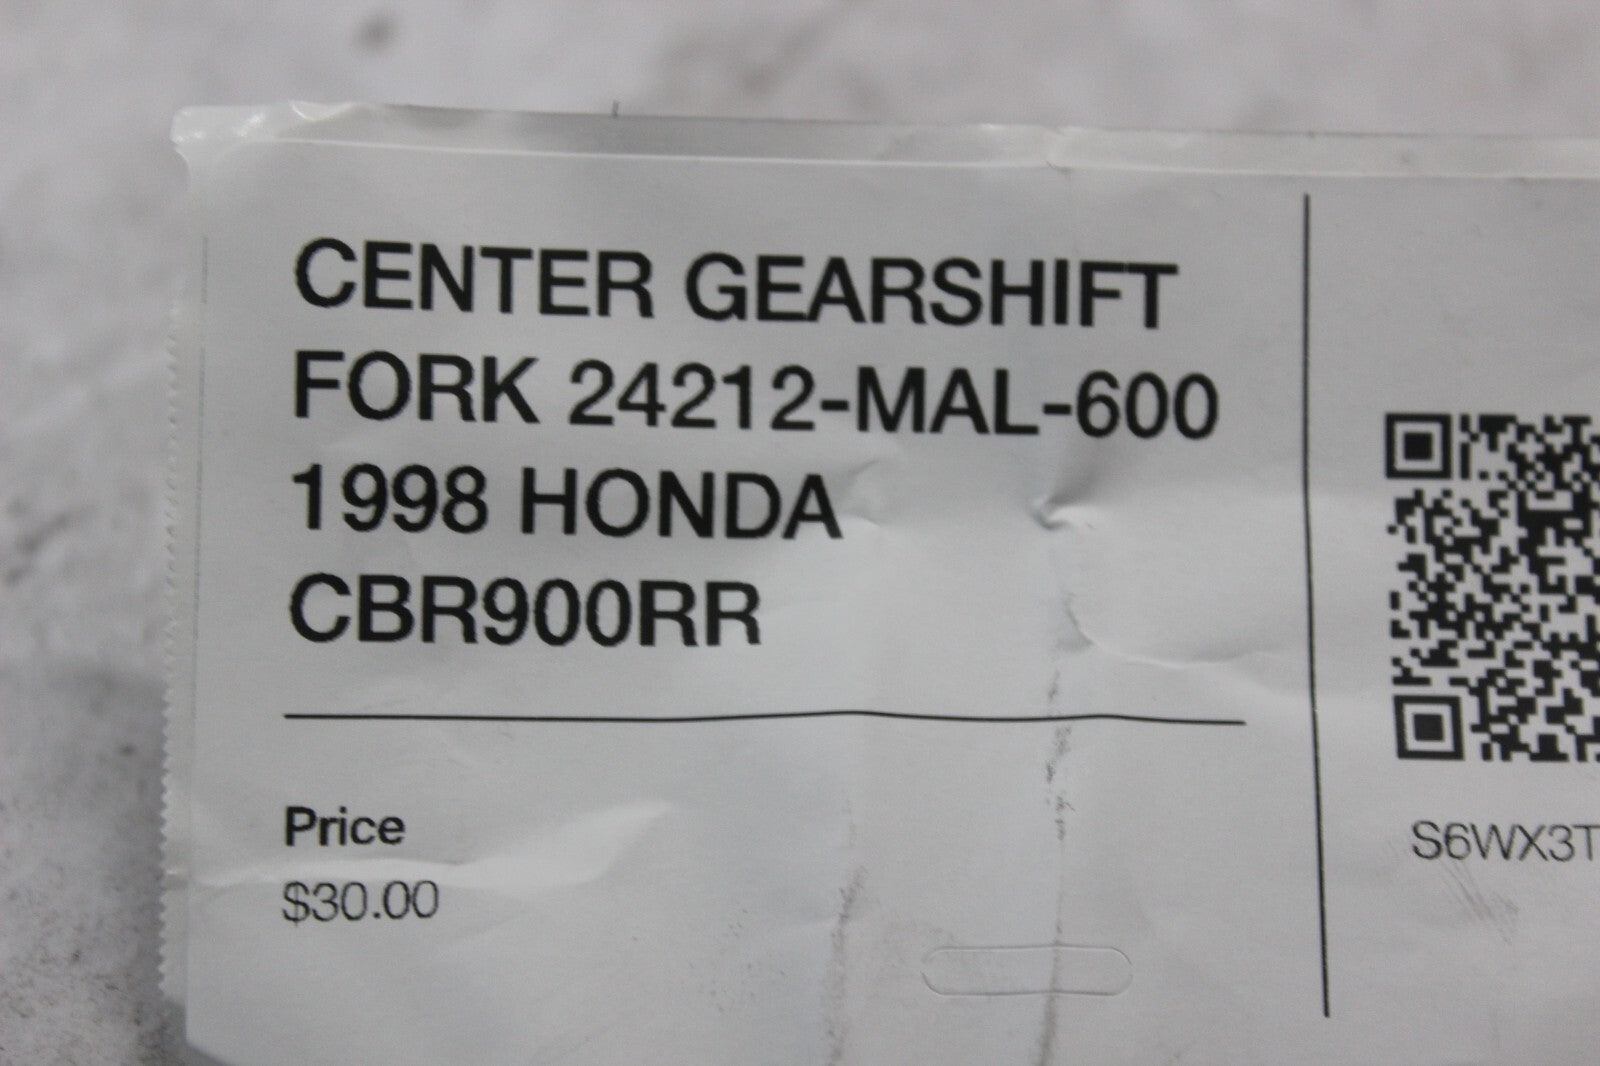 CENTER GEARSHIFT
FORK 24212-MAL-600
1998 HONDA
CBR900RR
Price
$30.00
S6WX3T